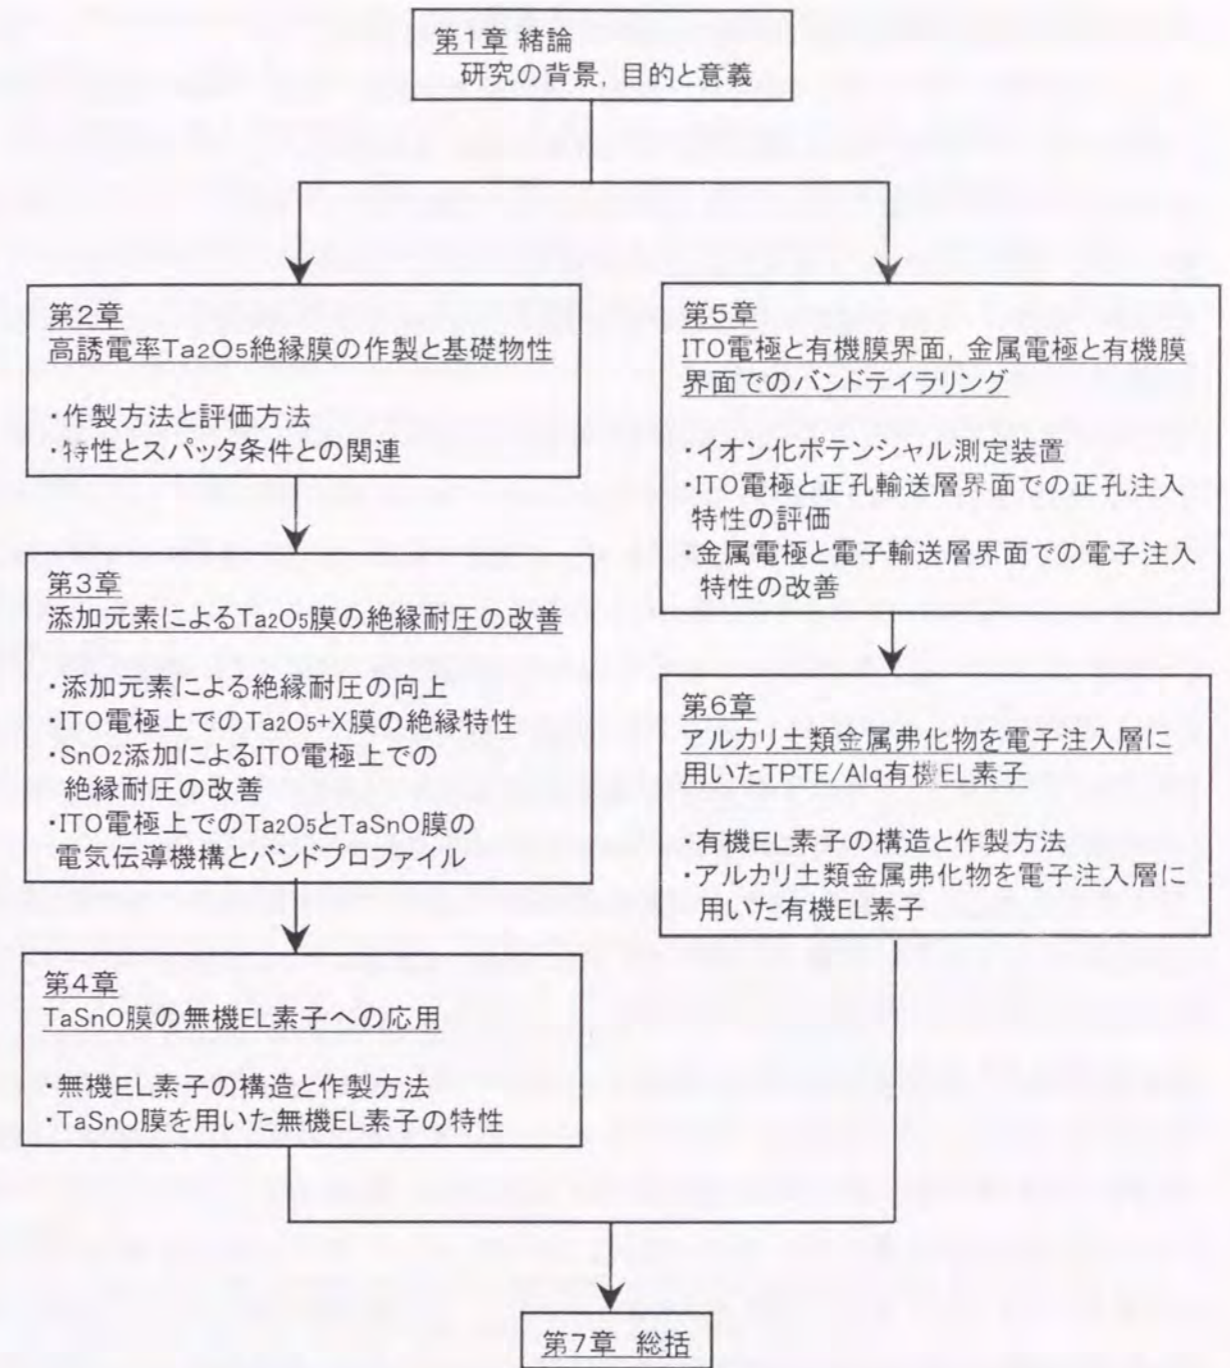 第1章 緒論
研究の背景, 目的と意義
第2章
高誘電率Ta2O5絶縁膜の作製と基礎物性
・作製方法と評価方法
・特性とスパッタ条件との関連
第3章
添加元素によるTa2O5膜の絶縁耐圧の改善
・添加元素による絶縁耐圧の向上
・ITO電極上でのTa2O5+X膜の絶縁特性
・SnO2添加によるITO電極上での
絶縁耐圧の改善
・ITO電極上でのTa2O5とTaSnO膜の
電気伝導機構とバンドプロファイル
第4章
TaSnO膜の無機EL素子への応用
・無機EL素子の構造と作製方法
・TaSnO膜を用いた無機EL素子の特性
第5章
ITO電極と有機膜界面, 金属電極と有機膜
界面でのバンドテイラリング
・イオン化ポテンシャル測定装置
・ITO電極と正孔輸送層界面での正孔注入
特性の評価
・金属電極と電子輸送層界面での電子注入
特性の改善
第6章
アルカリ土類金属弗化物を電子注入層に
用いたTPTE/Alq有機EL素子
・有機EL素子の構造と作製方法
・アルカリ土類金属弗化物を電子注入層に
用いた有機EL素子
第7章 総括